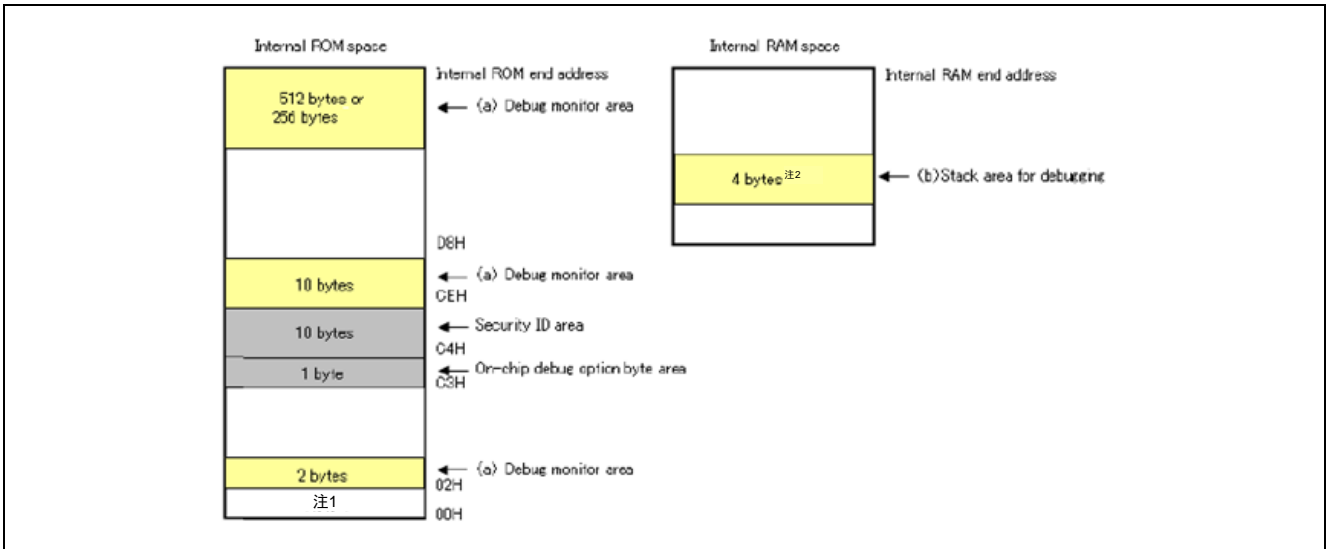 Internal ROM space
Internal ROM end address
512 bytes or
256 bytes
(a) Debug monitor area
D8H
10 bytes
(a) Debug monitor area
CEH
10 bytes
Security ID area
C4H
1 byte
On-chip debug option byte area
C3H
2 bytes
(a) Debug monitor area
02H
注1
00H
Internal RAM space
Internal RAM end address
4 bytes注2
(b)Stack area for debugging